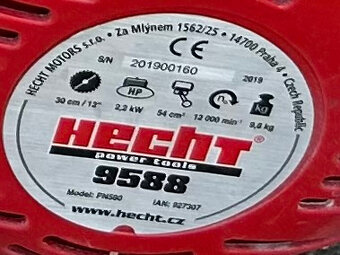 HECHT MOTORS s.r.o. • Za Mlýnem 1562/25 • 14700 Praha 4 • Czech Republic
CE
S/N 201900160 2019
HP Kg
30 cm / 12" 2,2 kW 54 cm³ 12 000 min⁻¹ 9,8 kg
HECHT®
power tools
9588
Model: PN580 IAN: 927307
www.hecht.cz